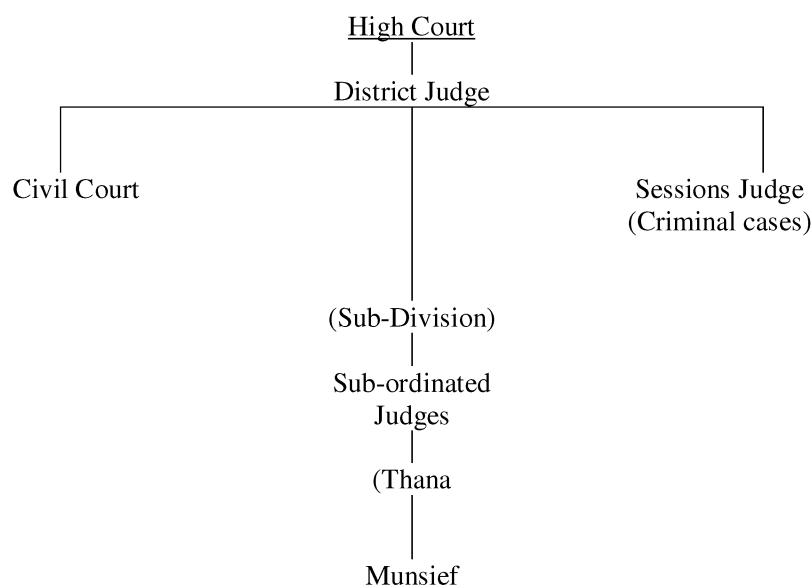 High Court
District Judge
Civil Court
Sessions Judge
(Criminal cases)
(Sub-Division)
Sub-ordinated
Judges
(Thana
Munsief